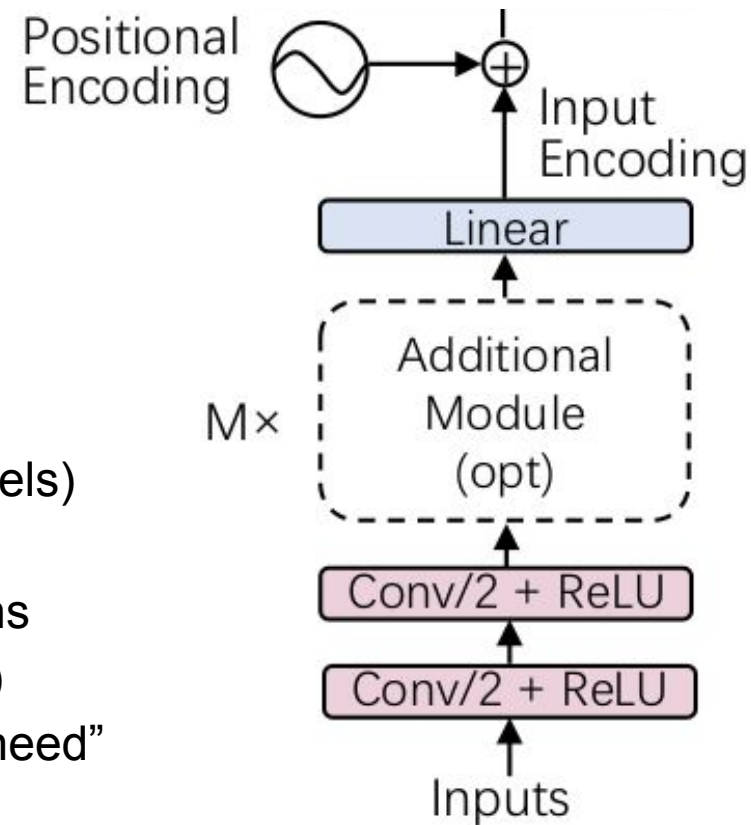 Positional
Encoding
Input
Encoding
Linear
Additional
Module
(opt)
M×
els)
Conv/2 + ReLU
ns
)
Conv/2 + ReLU
need”
Inputs